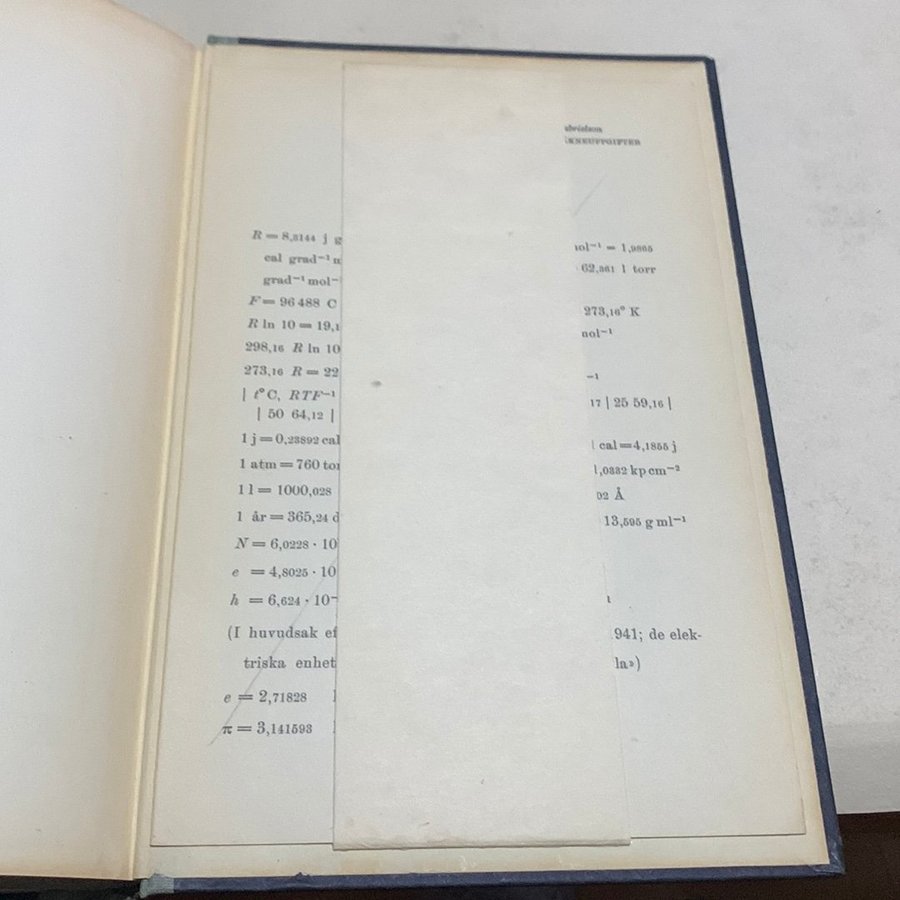 KNEUPPGIFTER
R = 8,3144 j g nol⁻¹ = 1,9865
cal grad⁻¹ m 62,361 l torr
grad⁻¹ mol⁻
F = 96 488 C 273,16° K
R ln 10 = 19,1 nol⁻¹
298,16 R ln 10
273,16 R = 22 ⁻¹
| t° C, RTF⁻¹ 17 | 25 59,16 |
| 50 64,12 |
1 j = 0,23892 cal l cal = 4,1855 j
1 atm = 760 tor 1,0332 kp cm⁻²
1 l = 1000,028 02 Å
1 år = 365,24 d 13,595 g ml⁻¹
N = 6,0228 · 10
e = 4,8025 · 10
h = 6,624 · 10⁻
(I huvudsak ef 941; de elek-
triska enhet la»)
e = 2,71828
π = 3,141593